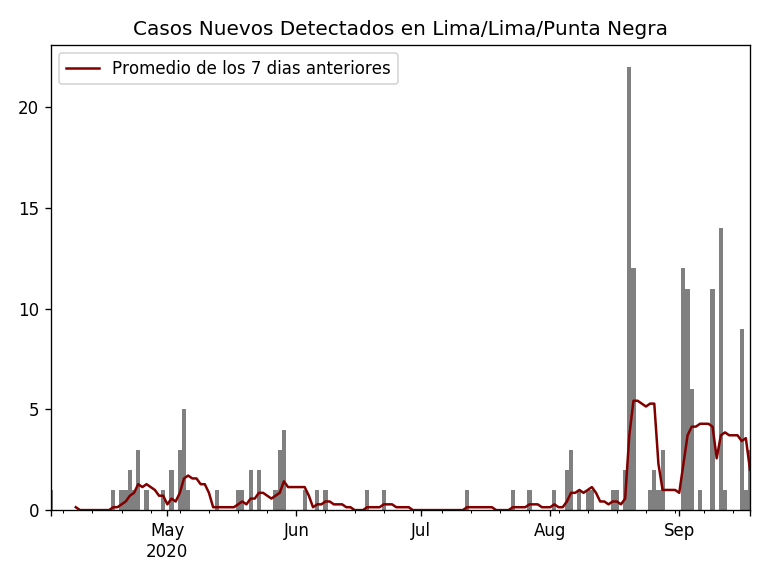 Casos Nuevos Detectados en Lima/Lima/Punta Negra
Promedio de los 7 dias anteriores
20
15
10
5
0
May Jun Jul Aug Sep
2020